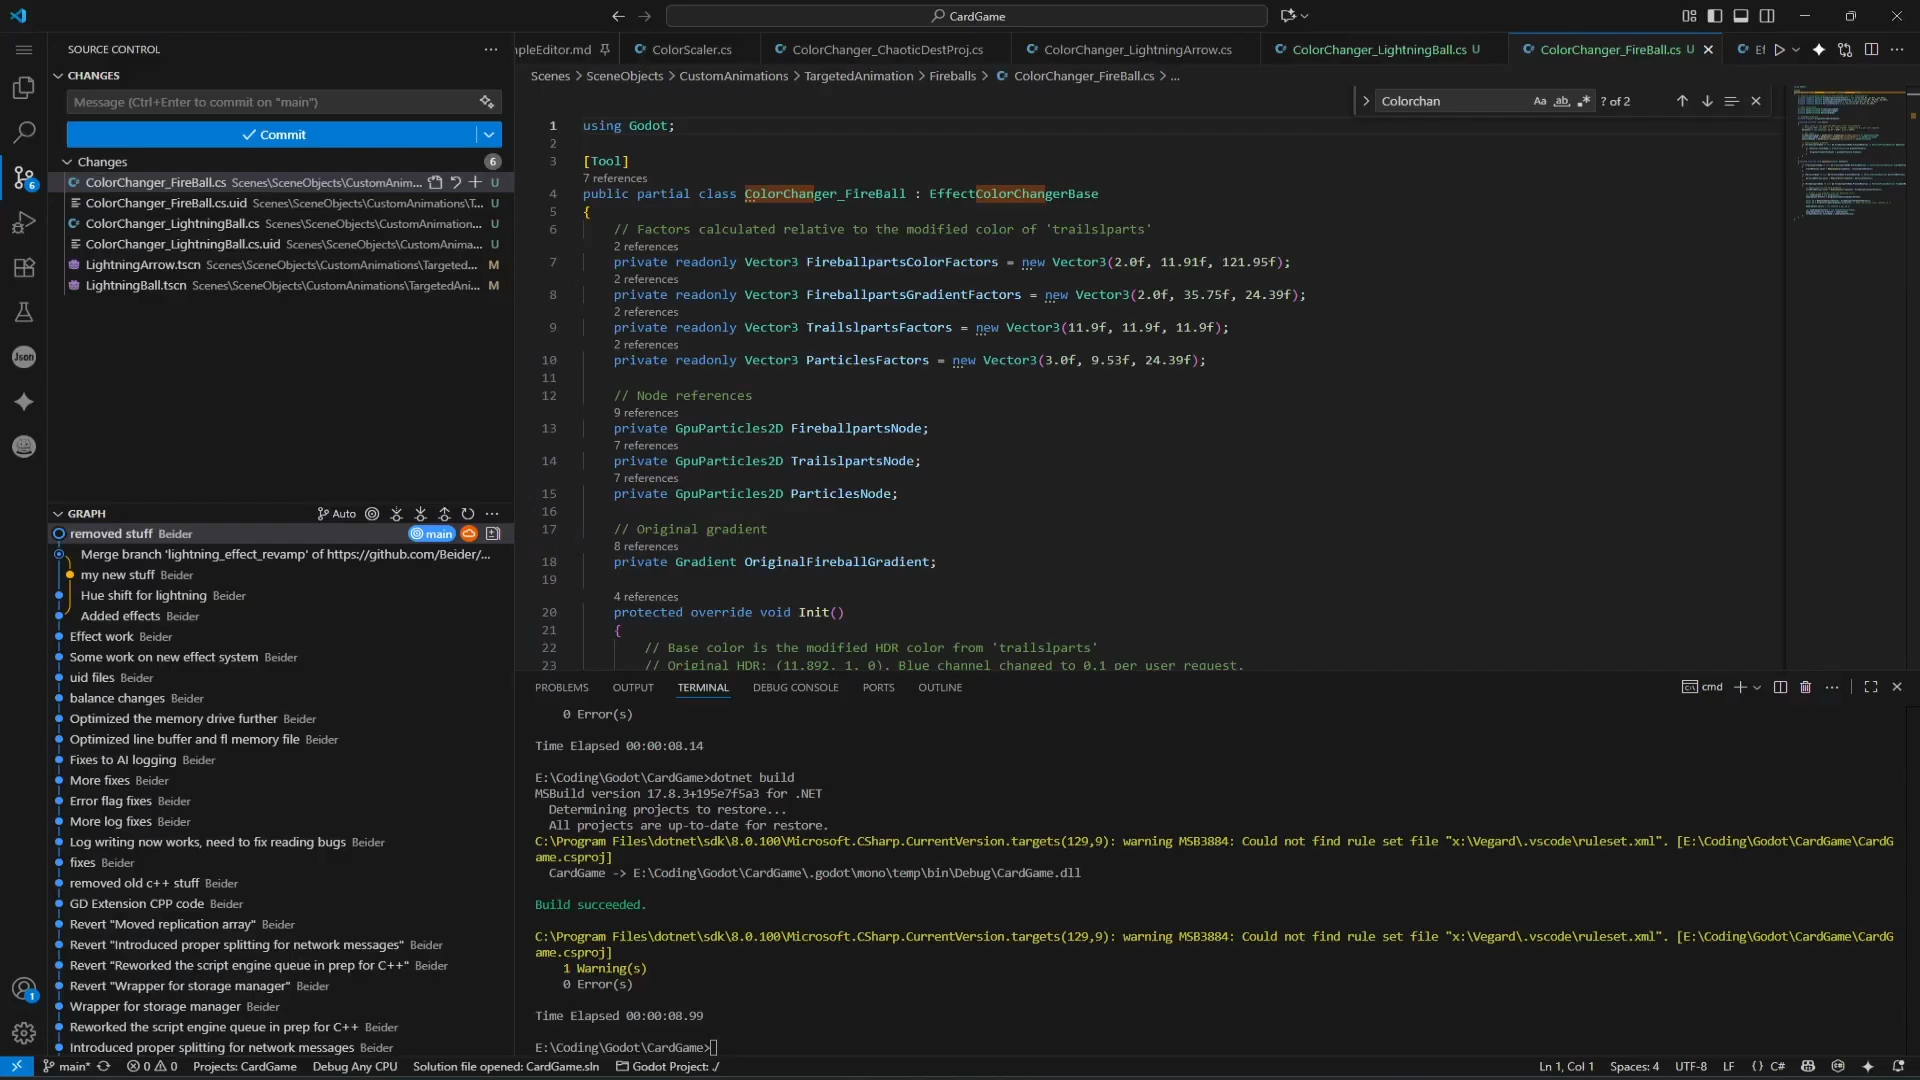 CardGame
SOURCE CONTROL
CHANGES
Message (Ctrl+Enter to commit on "main")
Commit
Changes 6
ColorChanger_FireBall.cs Scenes\SceneObjects\CustomAnim... U
ColorChanger_FireBall.cs.uid Scenes\SceneObjects\CustomAnimations\T... U
ColorChanger_LightningBall.cs Scenes\SceneObjects\CustomAnimations\... U
ColorChanger_LightningBall.cs.uid Scenes\SceneObjects\CustomAnima... U
LightningArrow.tscn Scenes\SceneObjects\CustomAnimations\Targeted... M
LightningBall.tscn Scenes\SceneObjects\CustomAnimations\TargetedAni... M
6
Json
GRAPH Auto
removed stuff Beider main
Merge branch 'lightning_effect_revamp' of https://github.com/Beider/...
my new stuff Beider
Hue shift for lightning Beider
Added effects Beider
Effect work Beider
Some work on new effect system Beider
uid files Beider
balance changes Beider
Optimized the memory drive further Beider
Optimized line buffer and fl memory file Beider
Fixes to AI logging Beider
More fixes Beider
Error flag fixes Beider
More log fixes Beider
Log writing now works, need to fix reading bugs Beider
fixes Beider
removed old c++ stuff Beider
GD Extension CPP code Beider
Revert "Moved replication array" Beider
Revert "Introduced proper splitting for network messages" Beider
Revert "Reworked the script engine queue in prep for C++" Beider
Revert "Wrapper for storage manager" Beider
Wrapper for storage manager Beider
Reworked the script engine queue in prep for C++ Beider
Introduced proper splitting for network messages Beider
1
pleEditor.md ColorScaler.cs ColorChanger_ChaoticDestProj.cs ColorChanger_LightningArrow.cs ColorChanger_LightningBall.cs U ColorChanger_FireBall.cs U Ef
Scenes > SceneObjects > CustomAnimations > TargetedAnimation > Fireballs > ColorChanger_FireBall.cs > ...
Colorchan Aa ab .* ? of 2
1 using Godot;
2
3 [Tool]
7 references
4 public partial class ColorChanger_FireBall : EffectColorChangerBase
5 {
6 // Factors calculated relative to the modified color of 'trailslparts'
2 references
7 private readonly Vector3 FireballpartsColorFactors = new Vector3(2.0f, 11.91f, 121.95f);
2 references
8 private readonly Vector3 FireballpartsGradientFactors = new Vector3(2.0f, 35.75f, 24.39f);
2 references
9 private readonly Vector3 TrailslpartsFactors = new Vector3(11.9f, 11.9f, 11.9f);
2 references
10 private readonly Vector3 ParticlesFactors = new Vector3(3.0f, 9.53f, 24.39f);
11
12 // Node references
9 references
13 private GpuParticles2D FireballpartsNode;
7 references
14 private GpuParticles2D TrailslpartsNode;
7 references
15 private GpuParticles2D ParticlesNode;
16
17 // Original gradient
8 references
18 private Gradient OriginalFireballGradient;
19
4 references
20 protected override void Init()
21 {
22 // Base color is the modified HDR color from 'trailslparts'
23 // Original HDR: (11.892, 1, 0). Blue channel changed to 0.1 per user request.
PROBLEMS OUTPUT TERMINAL DEBUG CONSOLE PORTS OUTLINE cmd
0 Error(s)
Time Elapsed 00:00:08.14
E:\Coding\Godot\CardGame>dotnet build
MSBuild version 17.8.3+195e7f5a3 for .NET
Determining projects to restore...
All projects are up-to-date for restore.
C:\Program Files\dotnet\sdk\8.0.100\Microsoft.CSharp.CurrentVersion.targets(129,9): warning MSB3884: Could not find rule set file "x:\Vegard\.vscode\ruleset.xml". [E:\Coding\Godot\CardGame\CardG
ame.csproj]
CardGame -> E:\Coding\Godot\CardGame\.godot\mono\temp\bin\Debug\CardGame.dll
Build succeeded.
C:\Program Files\dotnet\sdk\8.0.100\Microsoft.CSharp.CurrentVersion.targets(129,9): warning MSB3884: Could not find rule set file "x:\Vegard\.vscode\ruleset.xml". [E:\Coding\Godot\CardGame\CardG
ame.csproj]
1 Warning(s)
0 Error(s)
Time Elapsed 00:00:08.99
E:\Coding\Godot\CardGame>
main* 0 0 Projects: CardGame Debug Any CPU Solution file opened: CardGame.sln Godot Project: ✓ Ln 1, Col 1 Spaces: 4 UTF-8 LF {} C#